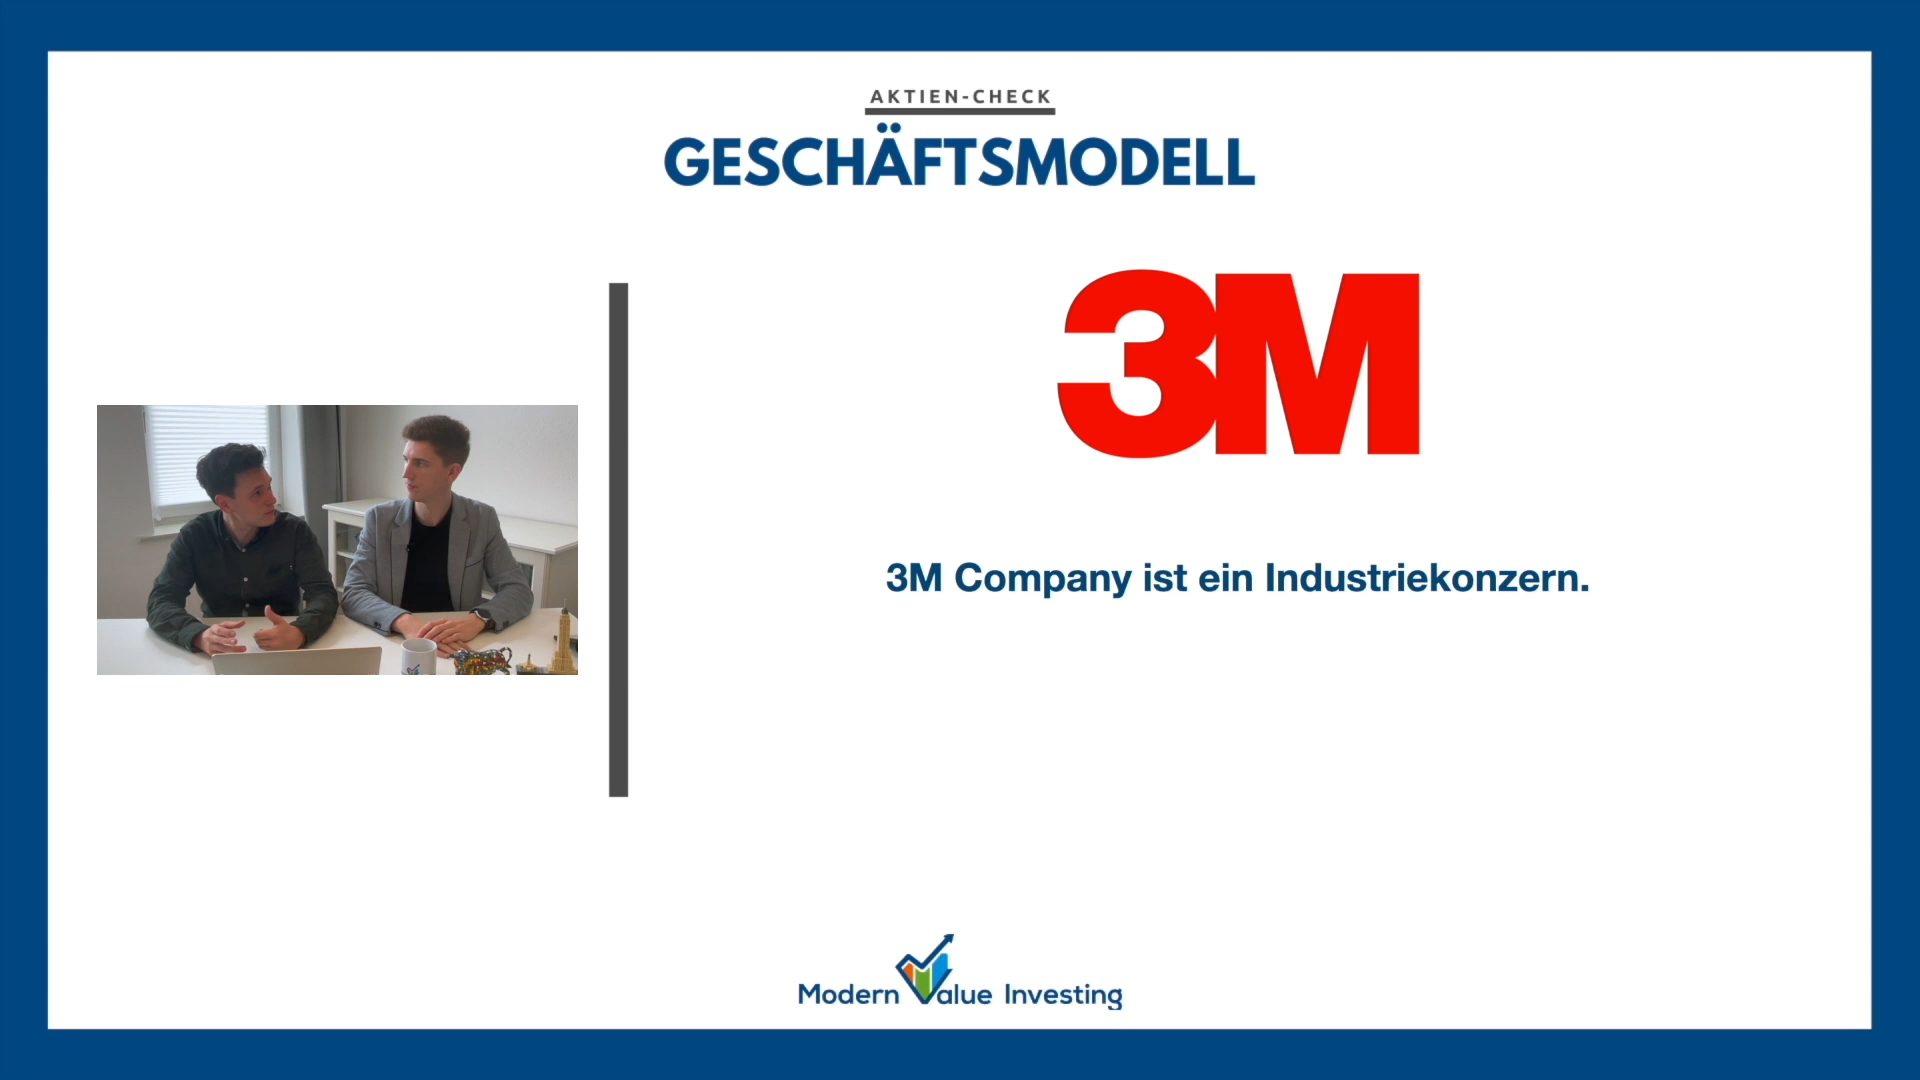 AKTIEN-CHECK
GESCHÄFTSMODELL
3M
3M Company ist ein Industriekonzern.
Modern Value Investing